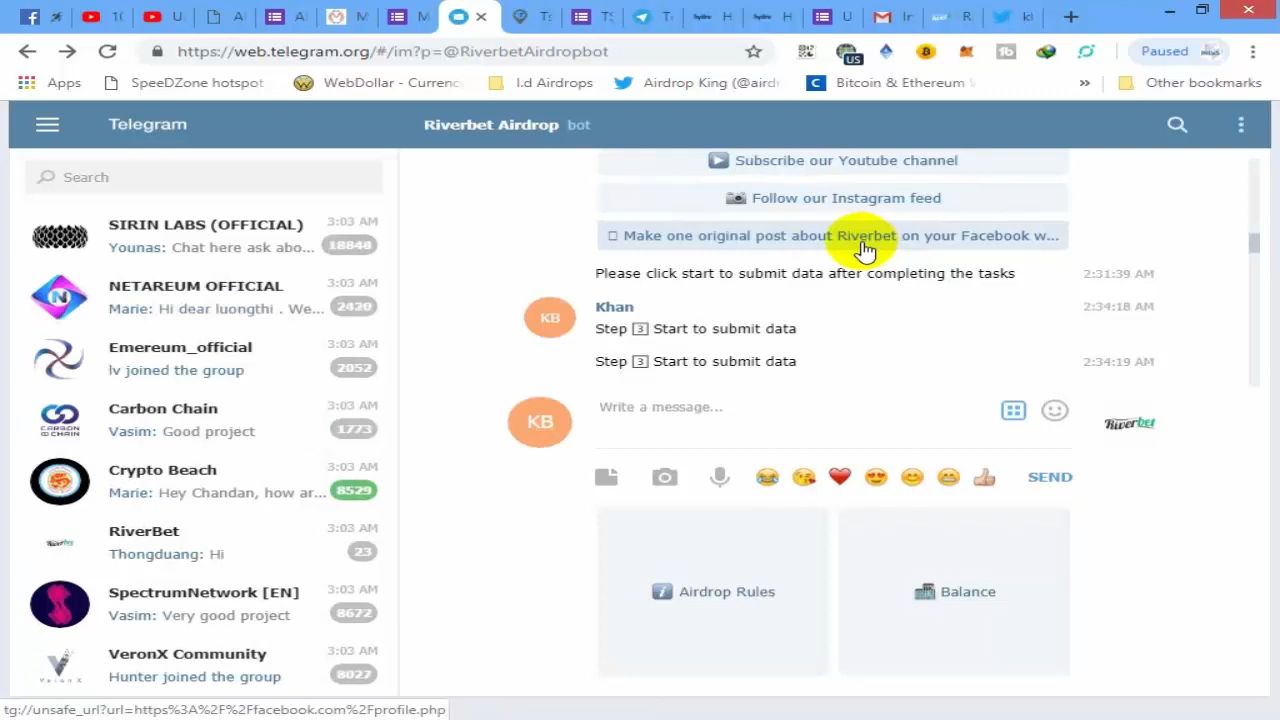 https://web.telegram.org/#/im?p=@RiverbetAirdropbot
Paused
Apps
SpeeDZone hotspot
WebDollar - Currenc
I.d Airdrops
Airdrop King (@airdr
Bitcoin & Ethereum
»
Other bookmarks
Telegram
Riverbet Airdrop bot
Search
SIRIN LABS (OFFICIAL) 3:03 AM
Younas: Chat here ask abo... 18848
NETAREUM OFFICIAL 3:03 AM
Marie: Hi dear luongthi . We... 2420
Emereum_official 3:03 AM
lv joined the group 2052
Carbon Chain 3:03 AM
Vasim: Good project 1773
Crypto Beach 3:03 AM
Marie: Hey Chandan, how ar... 8529
RiverBet 3:03 AM
Thongduang: Hi 23
SpectrumNetwork [EN] 3:03 AM
Vasim: Very good project 8672
VeronX Community 3:03 AM
Hunter joined the group 8027
Subscribe our Youtube channel
Follow our Instagram feed
Make one original post about Riverbet on your Facebook w...
Please click start to submit data after completing the tasks 2:31:39 AM
KB
Khan 2:34:18 AM
Step 3 Start to submit data
Step 3 Start to submit data 2:34:19 AM
KB
Write a message...
Riverbet
SEND
Airdrop Rules
Balance
tg://unsafe_url?url=https%3A%2F%2Ffacebook.com%2Fprofile.php